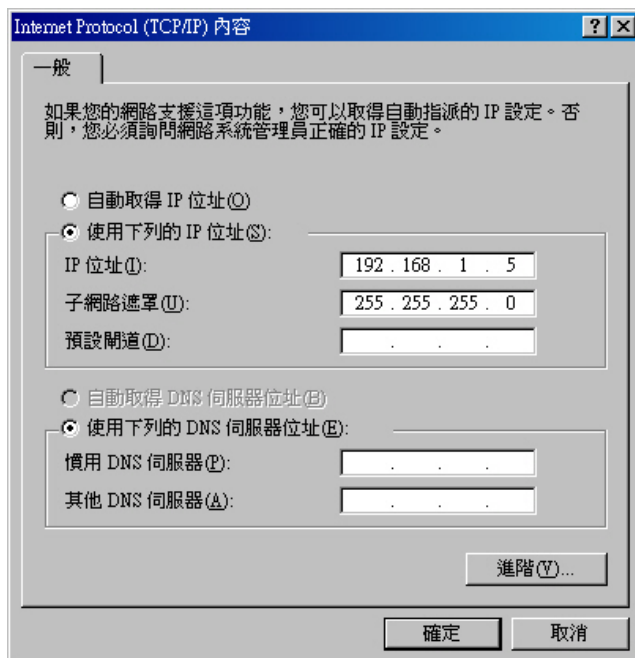 Internet Protocol (TCP/IP) 內容
一般
如果您的網路支援這項功能，您可以取得自動指派的 IP 設定。否
則，您必須詢問網路系統管理員正確的 IP 設定。
自動取得 IP 位址(O)
使用下列的 IP 位址(S):
IP 位址(I): 192 . 168 . 1 . 5
子網路遮罩(U): 255 . 255 . 255 . 0
預設閘道(D): . . .
自動取得 DNS 伺服器位址(B)
使用下列的 DNS 伺服器位址(E):
慣用 DNS 伺服器(P): . . .
其他 DNS 伺服器(A): . . .
進階(V)...
確定 取消